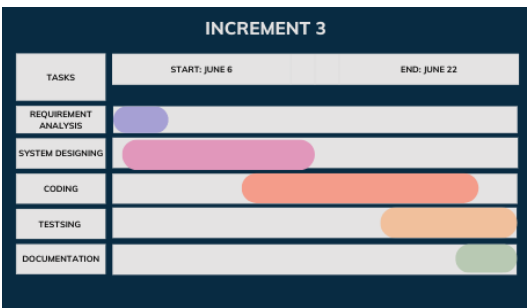 INCREMENT 3
TASKS
START: JUNE 6
END: JUNE 22
REQUIREMENT
ANALYSIS
SYSTEM DESIGNING
CODING
TESTSING
DOCUMENTATION